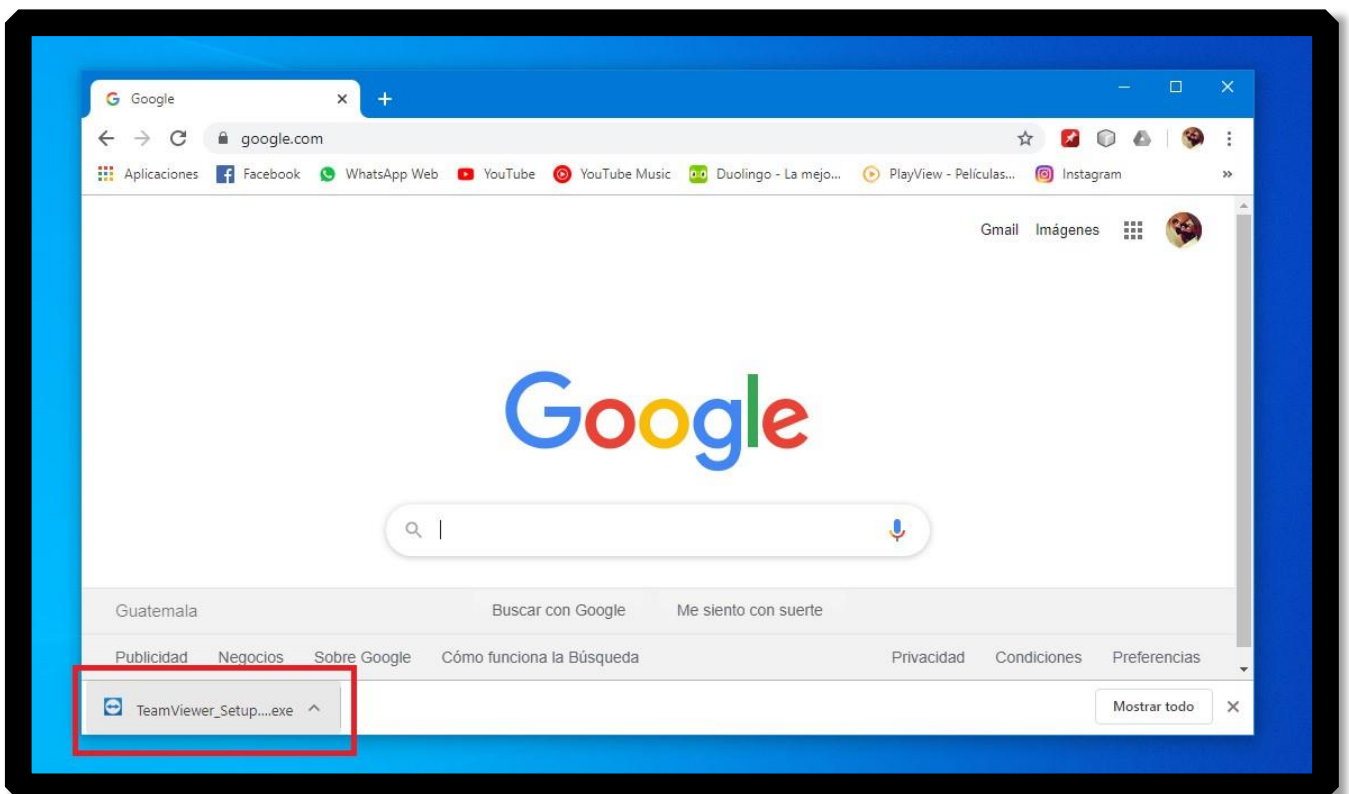 Google
google.com
Aplicaciones Facebook WhatsApp Web YouTube YouTube Music Duolingo - La mejo... PlayView - Películas... Instagram »
Gmail Imágenes
Google
Guatemala Buscar con Google Me siento con suerte
Publicidad Negocios Sobre Google Cómo funciona la Búsqueda Privacidad Condiciones Preferencias
TeamViewer_Setup....exe Mostrar todo